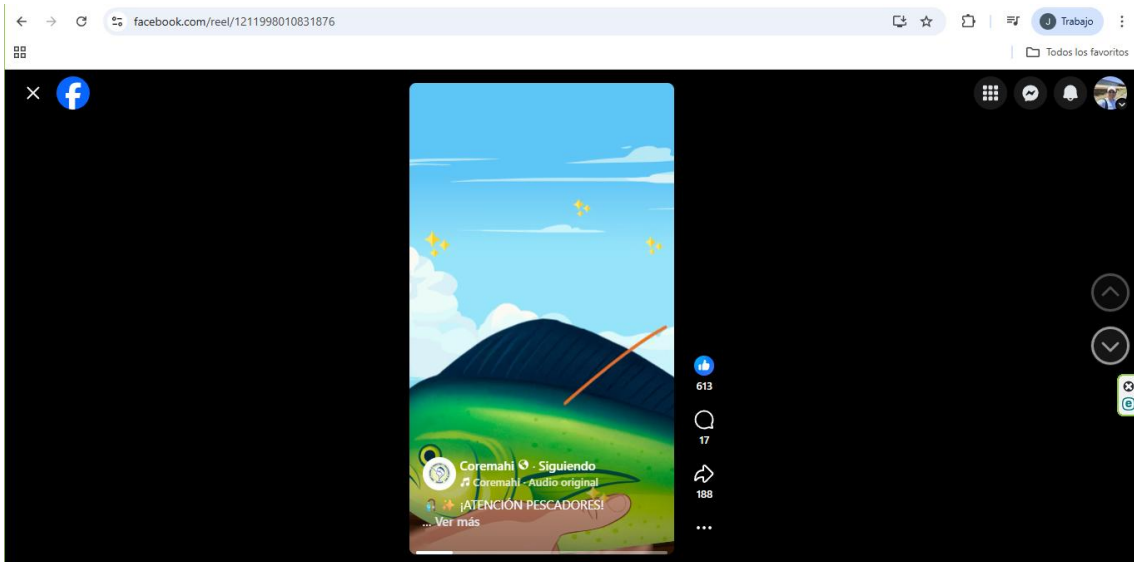 facebook.com/reel/1211998010831876
J Trabajo
Todos los favoritos
613
17
188
Coremahi · Siguiendo
Coremahi · Audio original
¡ATENCIÓN PESCADORES!
... Ver más